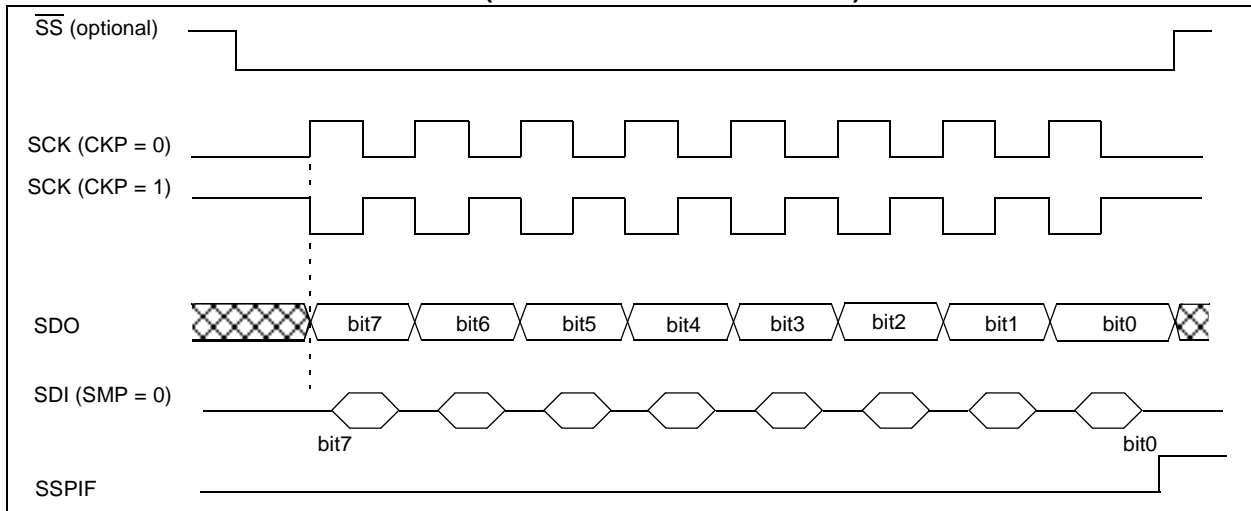 SS (optional)
SCK (CKP = 0)
SCK (CKP = 1)
SDO
bit7 bit6 bit5 bit4 bit3 bit2 bit1 bit0
SDI (SMP = 0)
bit7 bit0
SSPIF